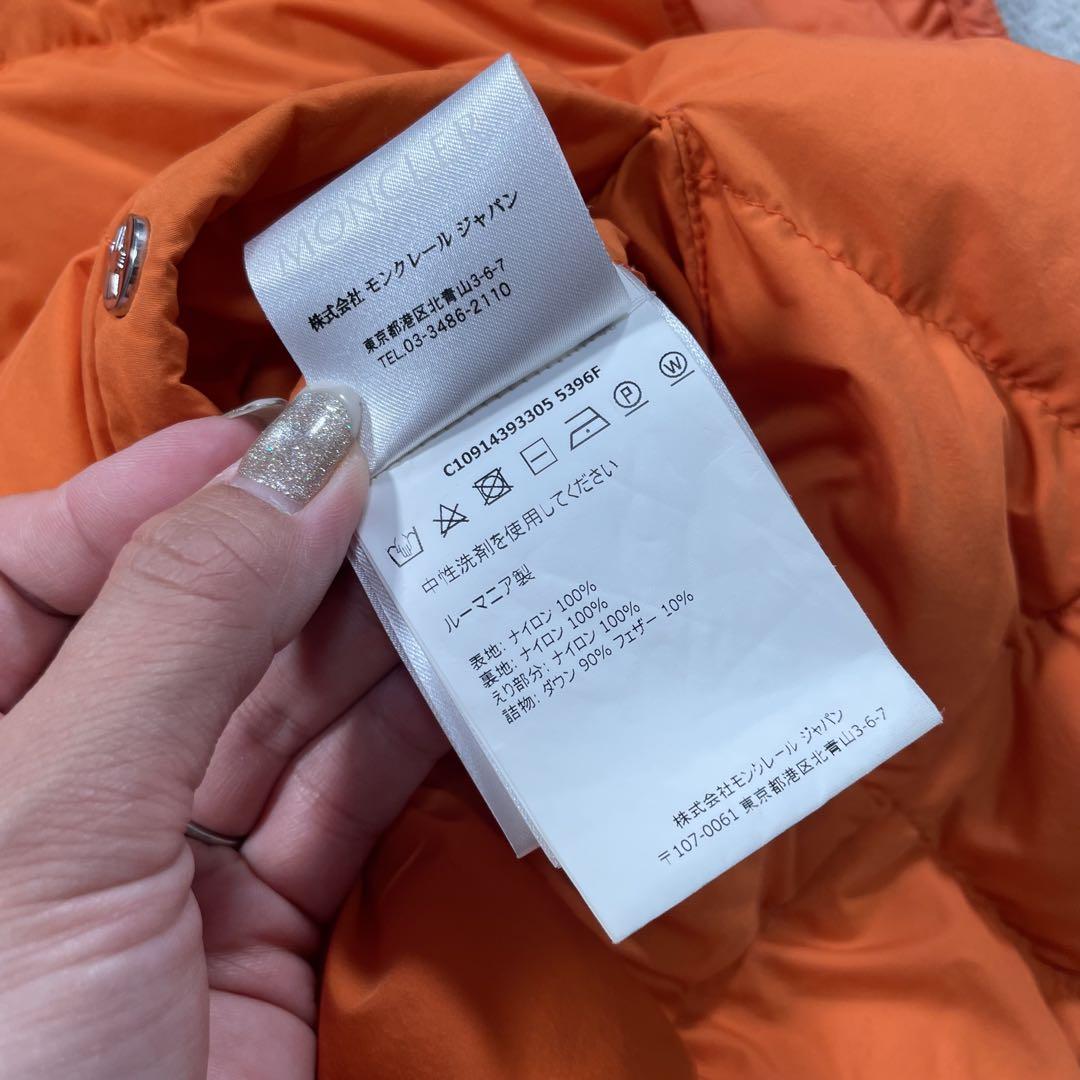 MONCLER
株式会社 モンクレール ジャパン
東京都港区北青山3-6-7
TEL.03-3486-2110
C10914393305 5396F
P
W
中性洗剤を使用してください
ルーマニア製
表地: ナイロン 100%
裏地: ナイロン 100%
えり部分: ナイロン 100%
詰物: ダウン 90% フェザー 10%
株式会社モンクレール ジャパン
〒107-0061 東京都港区北青山3-6-7